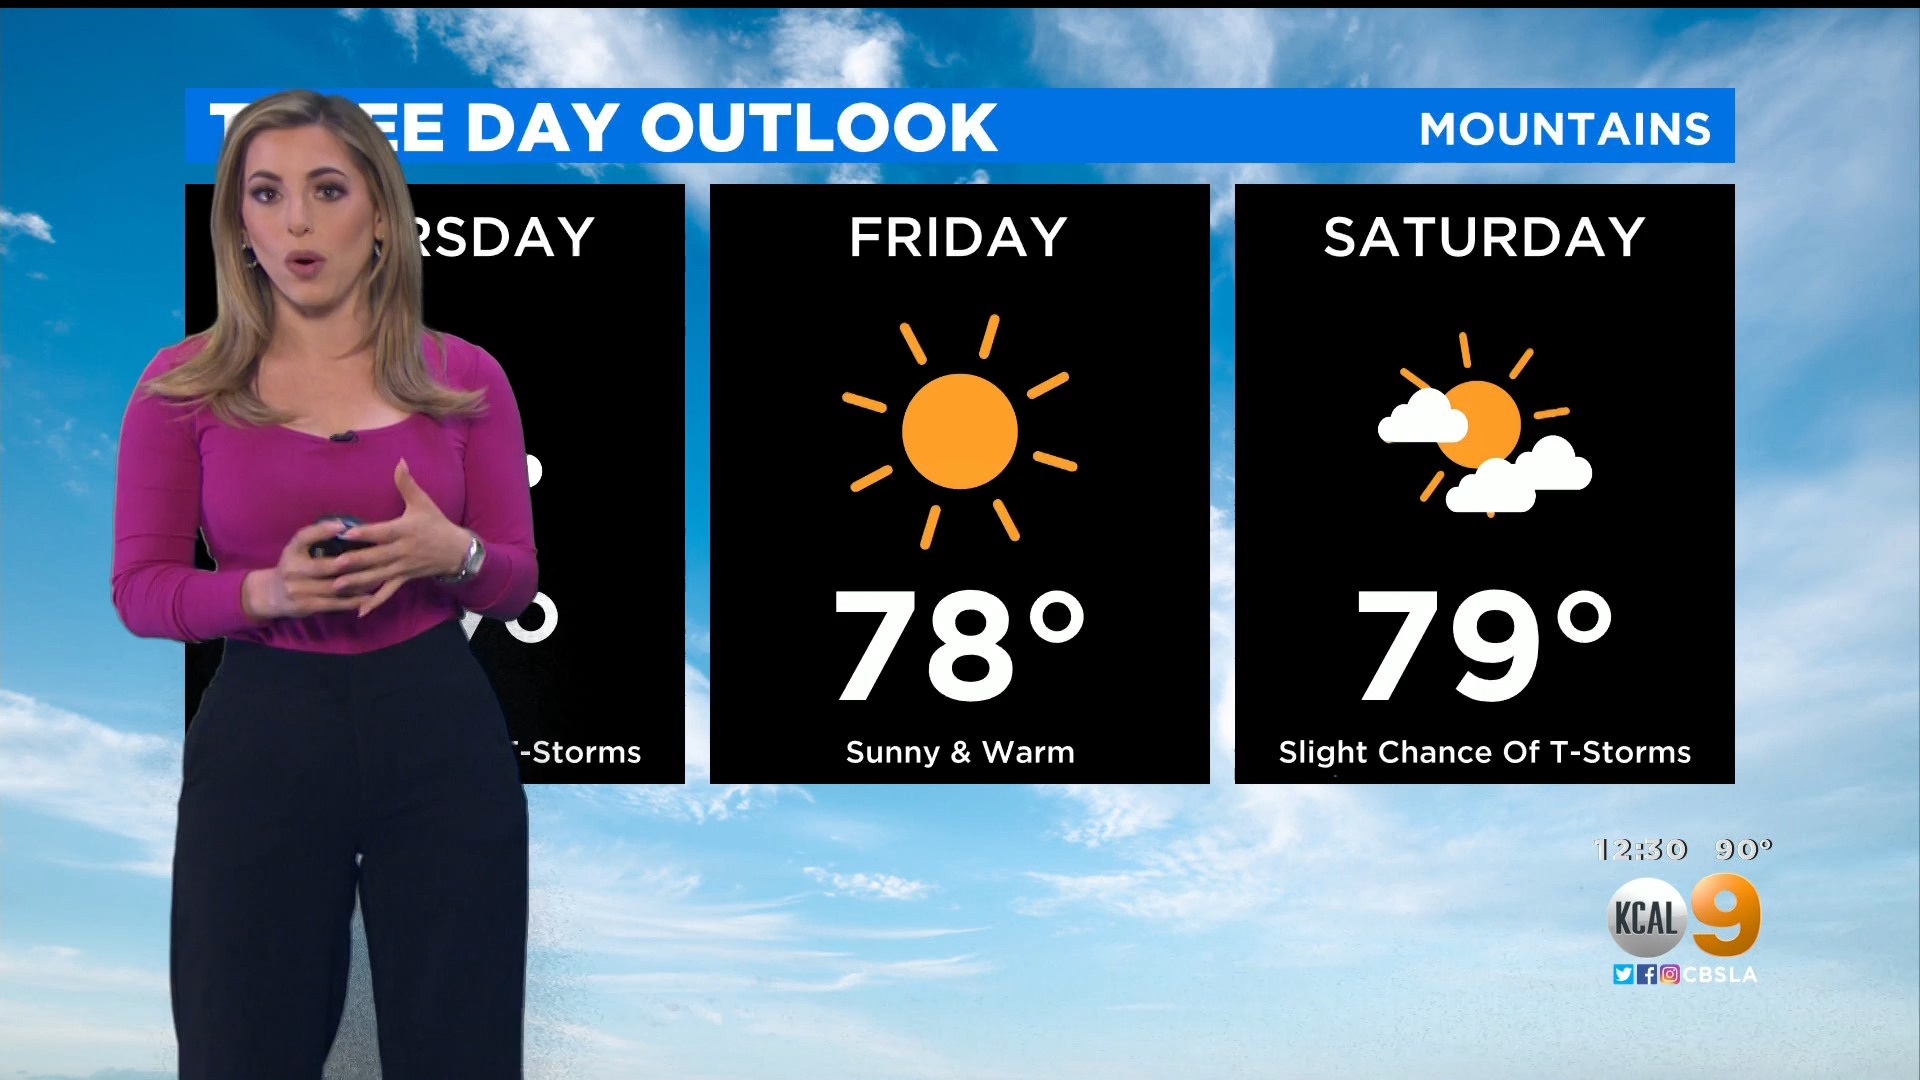 EE DAY OUTLOOK MOUNTAINS
RSDAY FRIDAY SATURDAY
78° 79°
T-Storms Sunny & Warm Slight Chance Of T-Storms
12:30 90°
KCAL 9
CBSLA